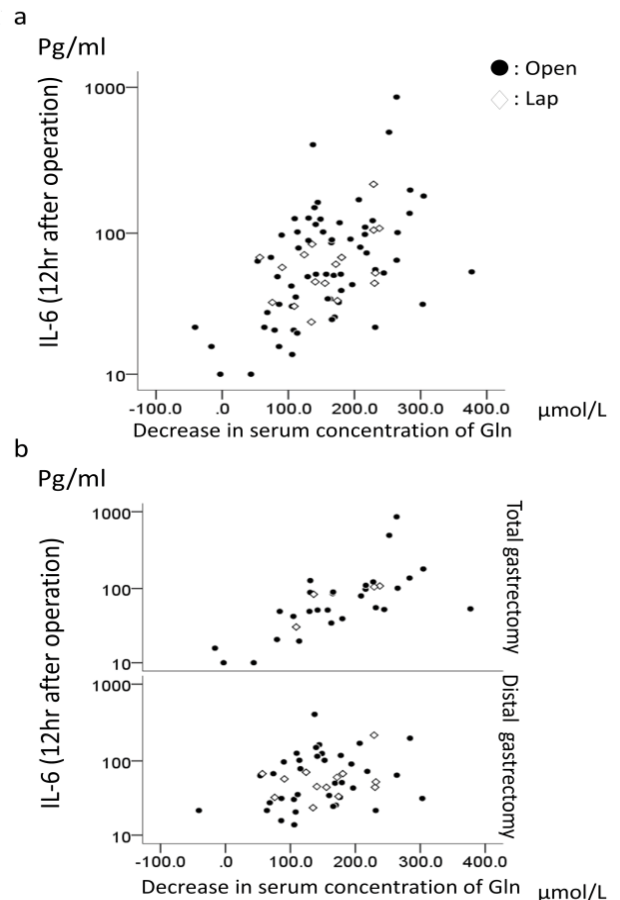 a
Pg/ml
IL-6 (12hr after operation)
1000
100
10
: Open
: Lap
-100.0 .0 100.0 200.0 300.0 400.0
Decrease in serum concentration of Gln μmol/L
b
Pg/ml
IL-6 (12hr after operation)
1000
100
10
Total gastrectomy
1000
100
10
Distal gastrectomy
-100.0 .0 100.0 200.0 300.0 400.0
Decrease in serum concentration of Gln μmol/L